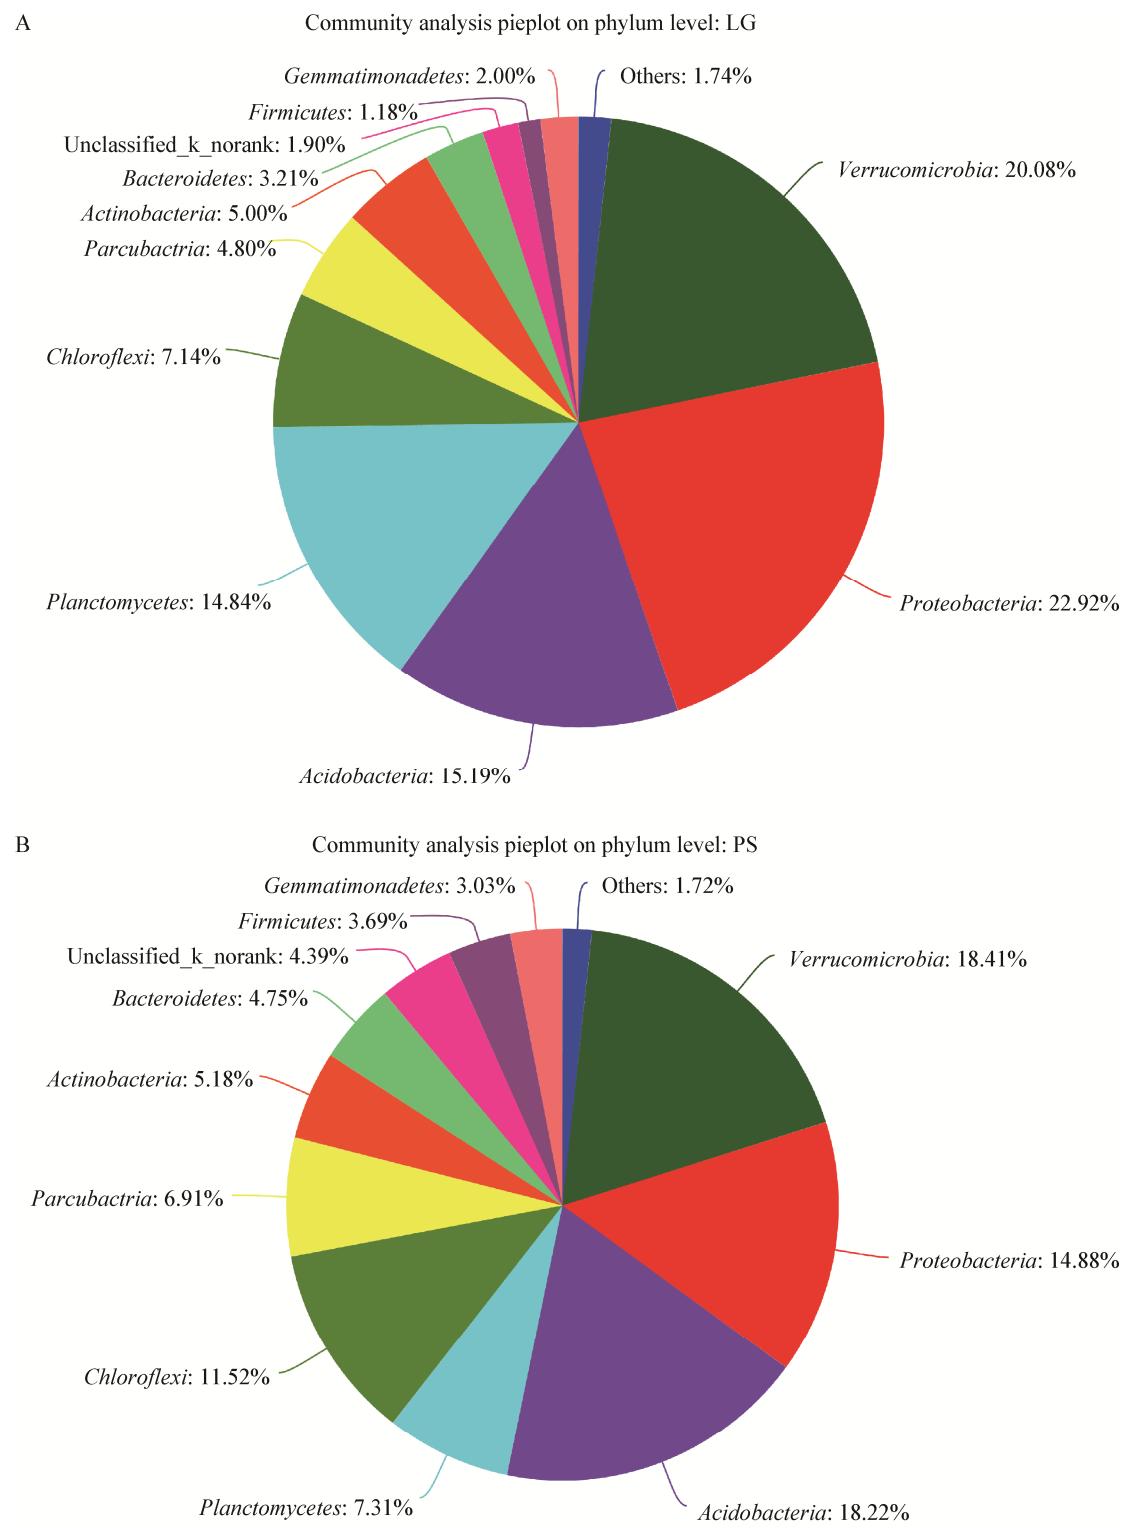 A
Community analysis pieplot on phylum level: LG
Gemmatimonadetes: 2.00%
Others: 1.74%
Firmicutes: 1.18%
Unclassified_k_norank: 1.90%
Verrucomicrobia: 20.08%
Bacteroidetes: 3.21%
Actinobacteria: 5.00%
Parcubactria: 4.80%
Chloroflexi: 7.14%
Planctomycetes: 14.84%
Proteobacteria: 22.92%
Acidobacteria: 15.19%
B
Community analysis pieplot on phylum level: PS
Gemmatimonadetes: 3.03%
Others: 1.72%
Firmicutes: 3.69%
Unclassified_k_norank: 4.39%
Verrucomicrobia: 18.41%
Bacteroidetes: 4.75%
Actinobacteria: 5.18%
Parcubactria: 6.91%
Proteobacteria: 14.88%
Chloroflexi: 11.52%
Planctomycetes: 7.31%
Acidobacteria: 18.22%